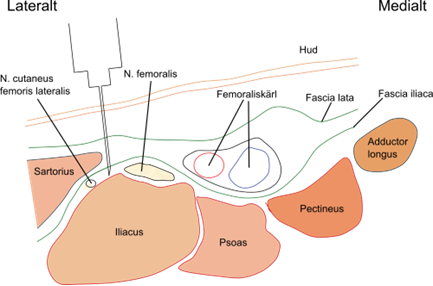 Lateralt
Medialt
Hud
N. cutaneus
femoris lateralis
N. femoralis
Femoraliskärl
Fascia lata
Fascia iliaca
Adductor
longus
Sartorius
Pectineus
Iliacus
Psoas